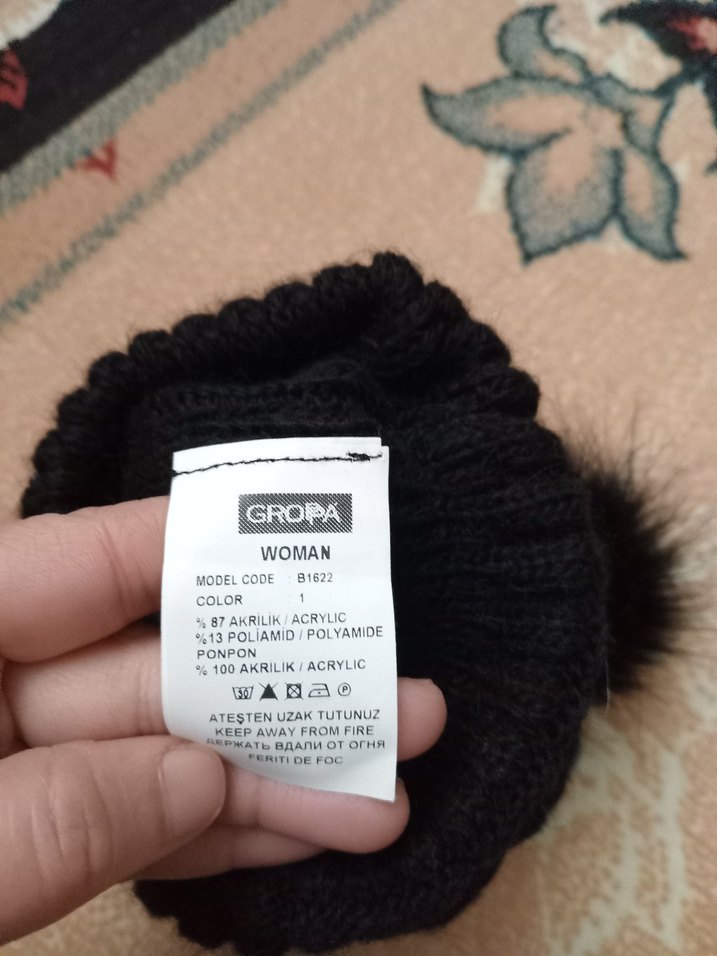 GROPA
WOMAN
MODEL CODE : B1622
COLOR : 1
% 87 AKRİLİK / ACRYLIC
%13 POLİAMİD / POLYAMIDE
PONPON
% 100 AKRİLİK / ACRYLIC
30 P
ATEŞTEN UZAK TUTUNUZ
KEEP AWAY FROM FIRE
ДЕРЖАТЬ ВДАЛИ ОТ ОГНЯ
FERITI DE FOC